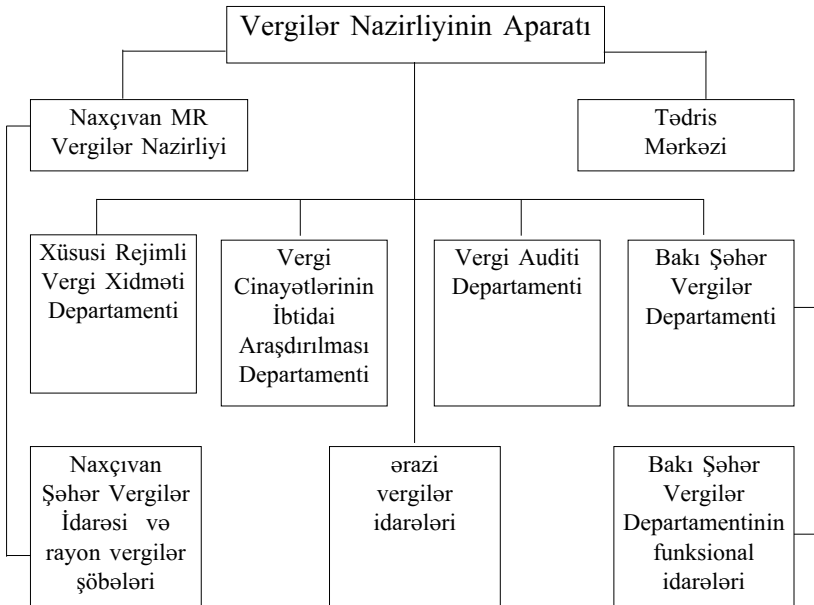 Vergilər Nazirliyinin Aparatı
Naxçıvan MR
Vergilər Nazirliyi
Tədris
Mərkəzi
Xüsusi Rejimli
Vergi Xidməti
Departamenti
Vergi
Cinayətlərinin
İbtidai
Araşdırılması
Departamenti
Vergi Auditi
Departamenti
Bakı Şəhər
Vergilər
Departamenti
Naxçıvan
Şəhər Vergilər
İdarəsi və
rayon vergilər
şöbələri
ərazi
vergilər
idarələri
Bakı Şəhər
Vergilər
Departamentinin
funksional
idarələri